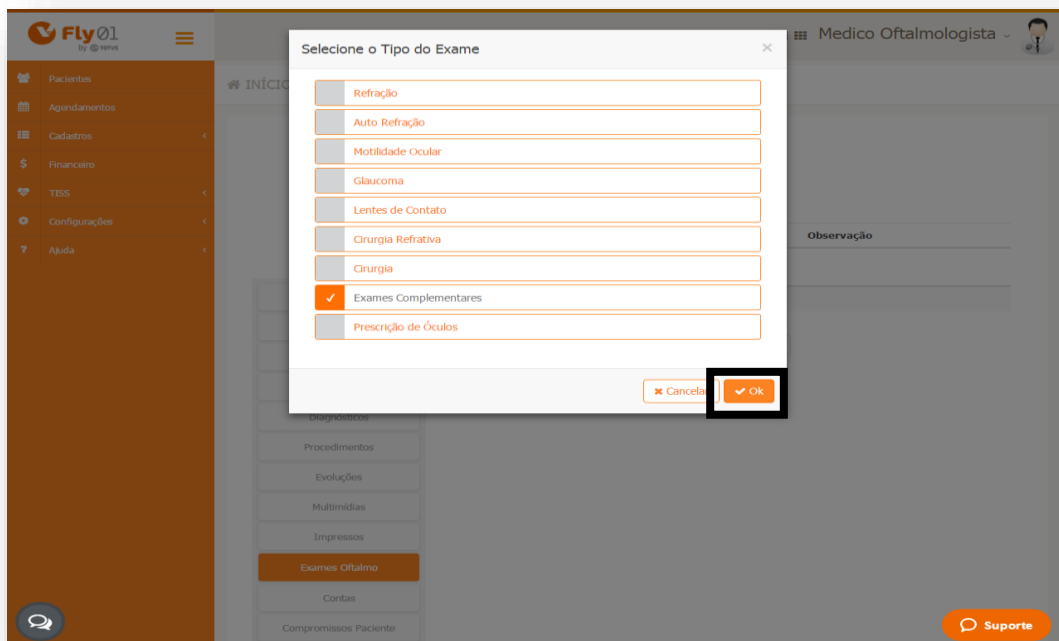 Fly01
by versus
Medico Oftalmologista
Selecione o Tipo do Exame
INÍCIO
Pacientes
Agendamentos
Cadastros
Financeiro
TISS
Configurações
? Ajuda
Refração
Auto Refração
Motilidade Ocular
Glaucoma
Lentes de Contato
Cirurgia Refrativa
Cirurgia
Exames Complementares
Prescrição de Óculos
Cancelar
Ok
Observação
Diagnósticos
Procedimentos
Evoluções
Multimídias
Impressos
Exames Oftalmo
Contas
Compromissos Paciente
Suporte